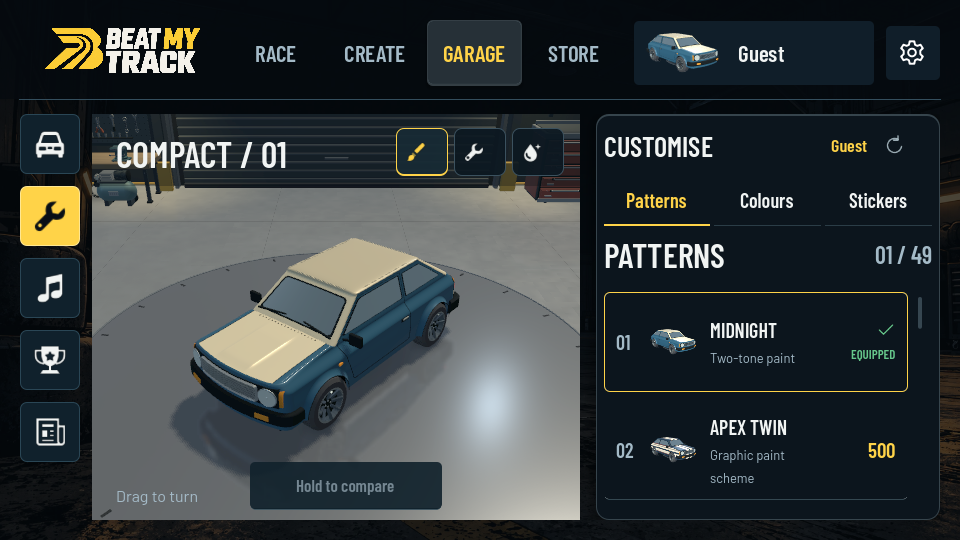 BEAT MY TRACK
RACE
CREATE
GARAGE
STORE
Guest
COMPACT / 01
Drag to turn
Hold to compare
CUSTOMISE
Guest
Patterns
Colours
Stickers
PATTERNS
01 / 49
01
MIDNIGHT
Two-tone paint
EQUIPPED
02
APEX TWIN
Graphic paint
scheme
500